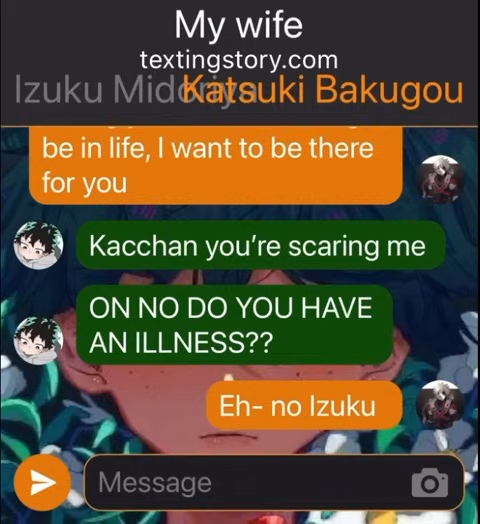 My wife
textingstory.com
Izuku Midoriya Katsuki Bakugou
be in life, I want to be there
for you
Kacchan you're scaring me
ON NO DO YOU HAVE
AN ILLNESS??
Eh- no Izuku
Message